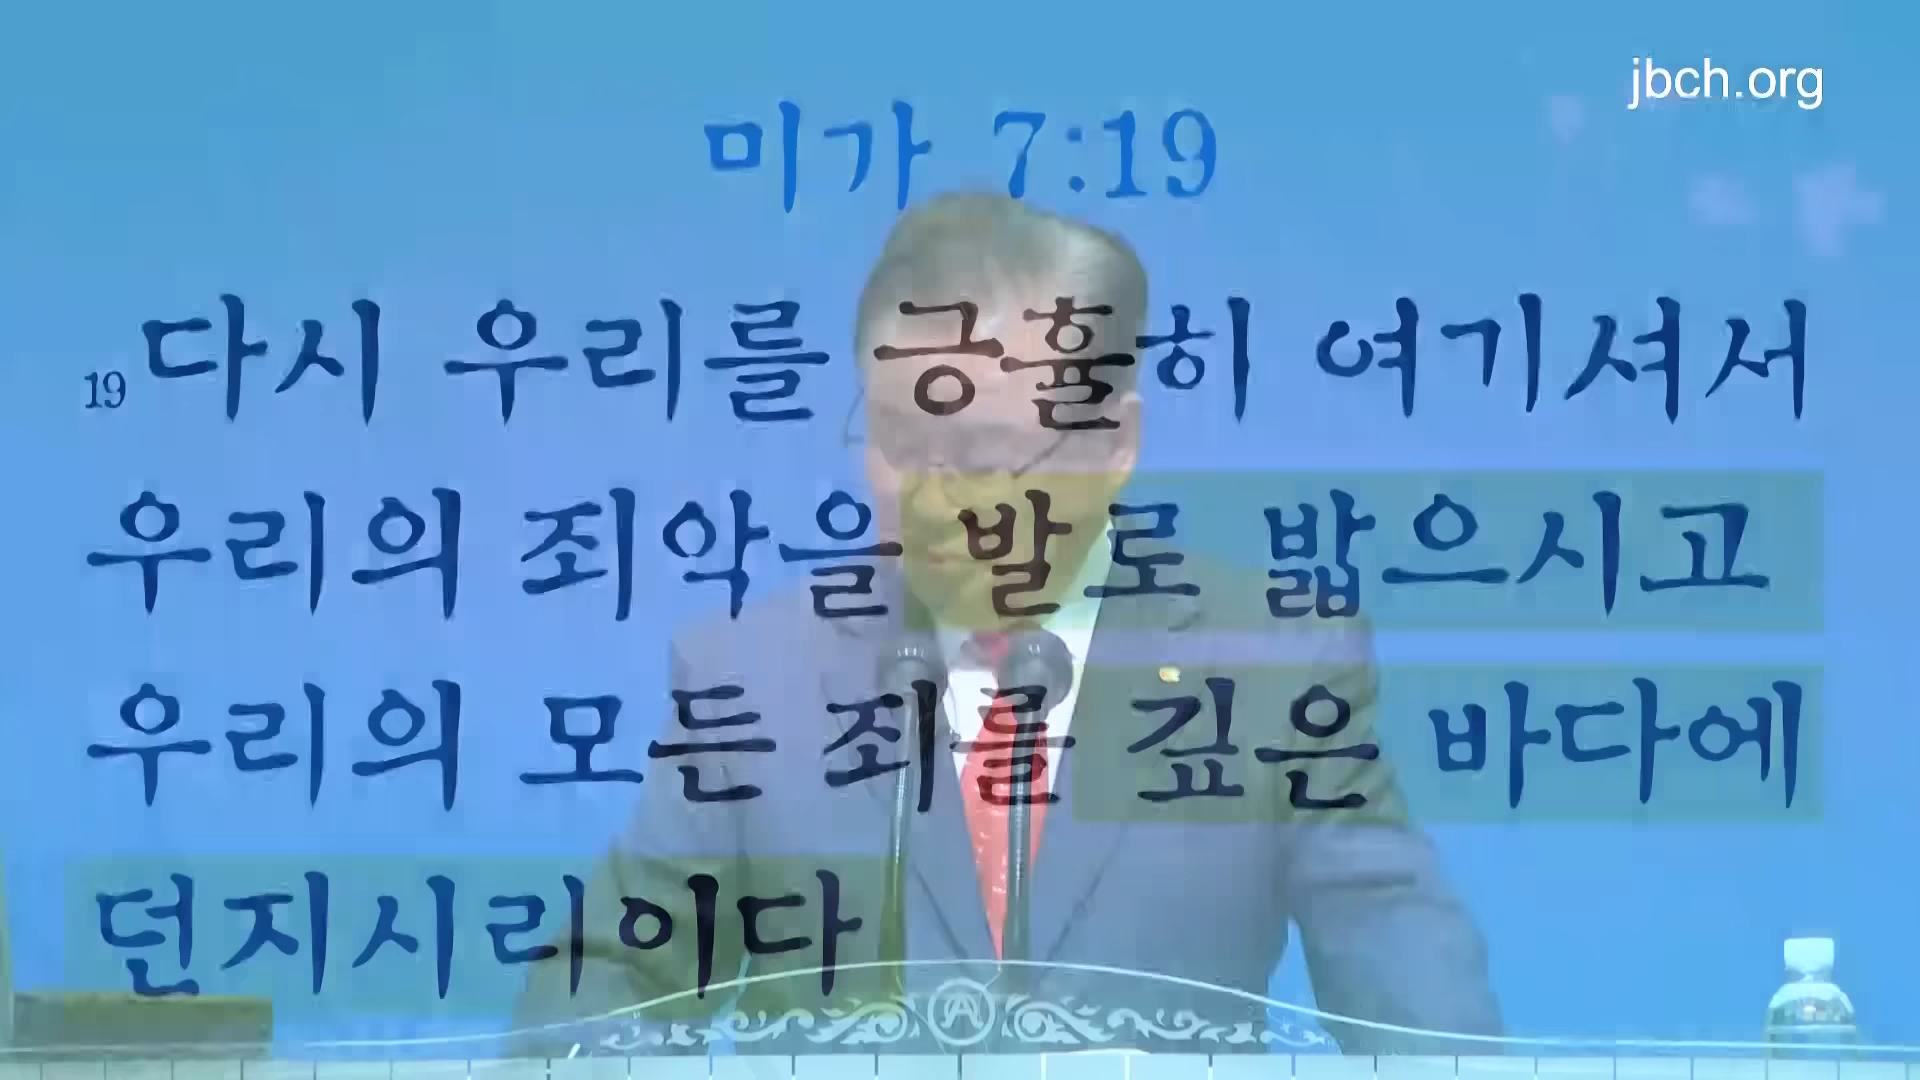 jbch.org
미가 7:19
19 다시 우리를 긍휼히 여기셔서
우리의 죄악을 발로 밟으시고
우리의 모든 죄를 깊은 바다에
던지시리이다